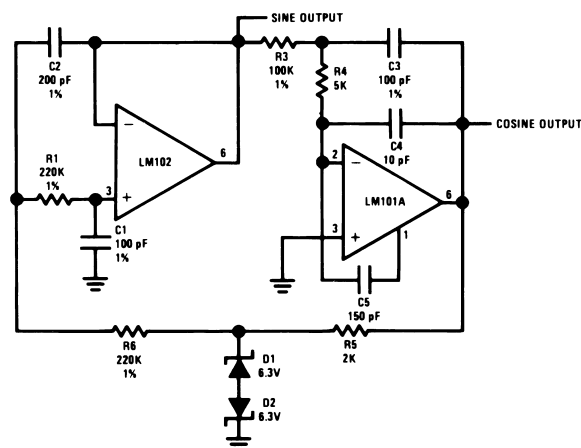 SINE OUTPUT
C2
200 pF
1%
R3
100K
1%
R4
5K
C3
100 pF
1%
COSINE OUTPUT
C4
10 pF
−
LM102
6
+
3
R1
220K
1%
C1
100 pF
1%
2
−
LM101A
6
3
+
1
C5
150 pF
R6
220K
1%
R5
2K
D1
6.3V
D2
6.3V